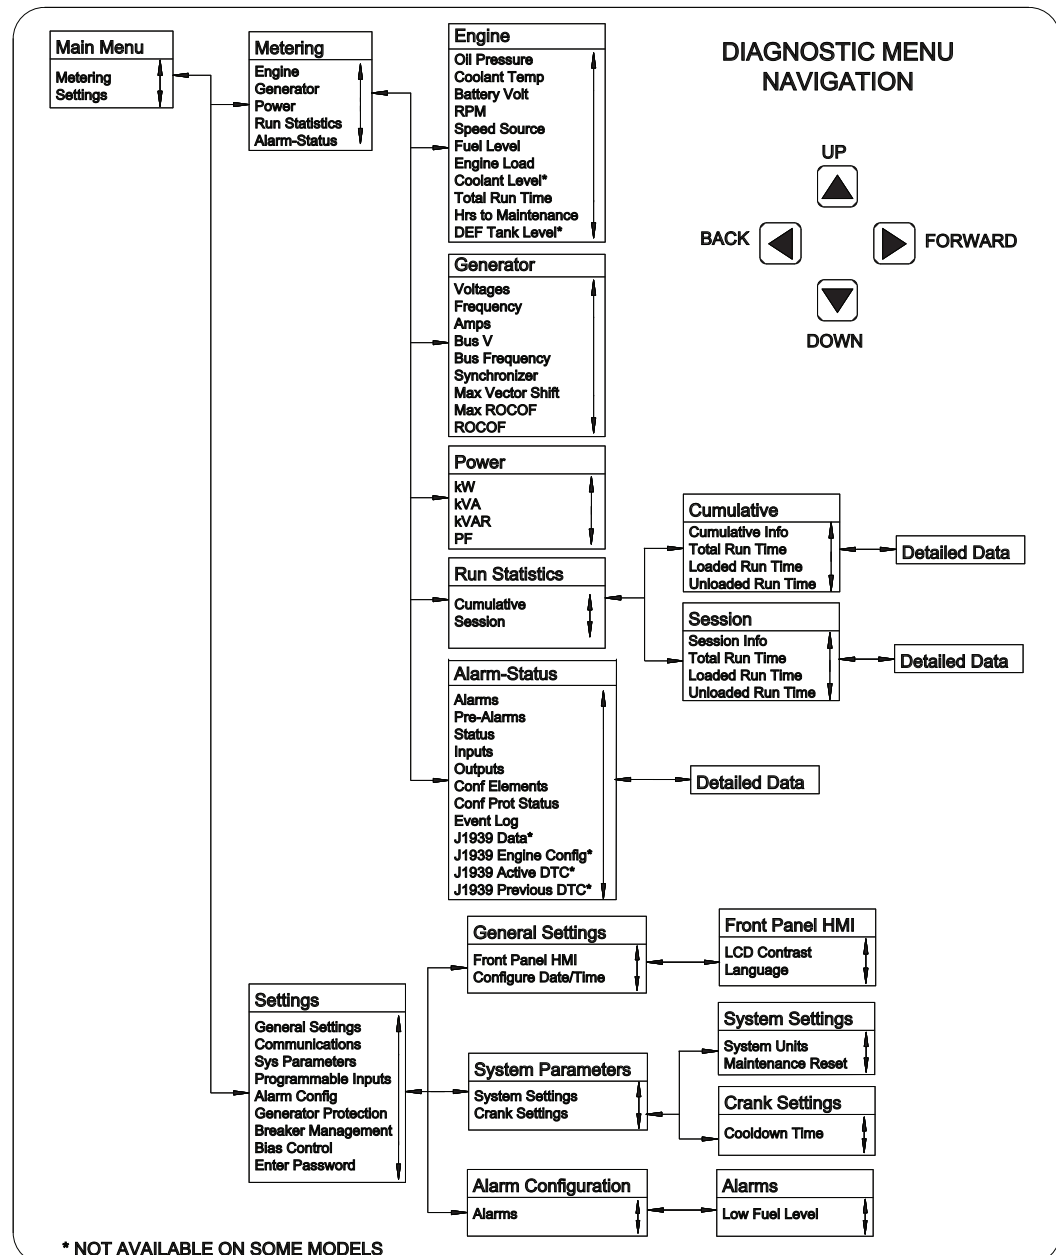 DIAGNOSTIC MENU
NAVIGATION
UP
BACK
FORWARD
DOWN
Main Menu
Metering
Settings
Metering
Engine
Generator
Power
Run Statistics
Alarm-Status
Engine
Oil Pressure
Coolant Temp
Battery Volt
RPM
Speed Source
Fuel Level
Engine Load
Coolant Level*
Total Run Time
Hrs to Maintenance
DEF Tank Level*
Generator
Voltages
Frequency
Amps
Bus V
Bus Frequency
Synchronizer
Max Vector Shift
Max ROCOF
ROCOF
Power
kW
kVA
kVAR
PF
Run Statistics
Cumulative
Session
Cumulative
Cumulative Info
Total Run Time
Loaded Run Time
Unloaded Run Time
Detailed Data
Session
Session Info
Total Run Time
Loaded Run Time
Unloaded Run Time
Detailed Data
Alarm-Status
Alarms
Pre-Alarms
Status
Inputs
Outputs
Conf Elements
Conf Prot Status
Event Log
J1939 Data*
J1939 Engine Config*
J1939 Active DTC*
J1939 Previous DTC*
Detailed Data
Settings
General Settings
Communications
Sys Parameters
Programmable Inputs
Alarm Config
Generator Protection
Breaker Management
Bias Control
Enter Password
General Settings
Front Panel HMI
Configure Date/Time
Front Panel HMI
LCD Contrast
Language
System Parameters
System Settings
Crank Settings
System Settings
System Units
Maintenance Reset
Crank Settings
Cooldown Time
Alarm Configuration
Alarms
Alarms
Low Fuel Level
* NOT AVAILABLE ON SOME MODELS